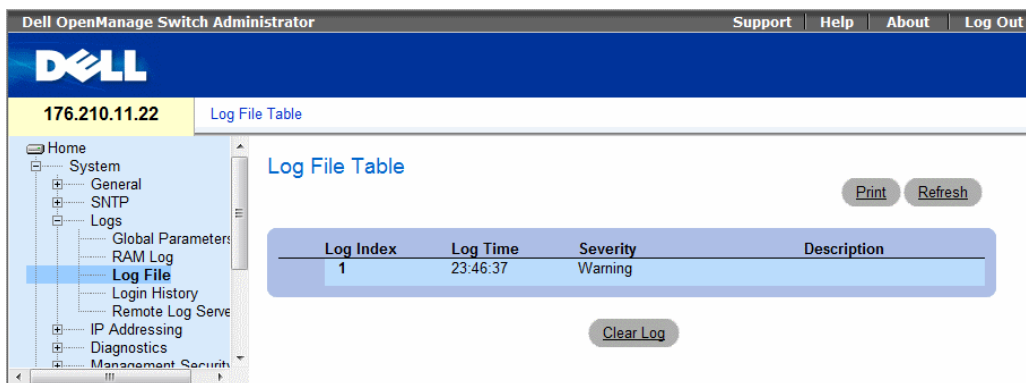 Dell OpenManage Switch Administrator Support Help About Log Out
DELL
176.210.11.22 Log File Table
Home
System
General
SNTP
Logs
Global Parameters
RAM Log
Log File
Login History
Remote Log Serve
IP Addressing
Diagnostics
Management Security
Log File Table
Print Refresh
Log Index Log Time Severity Description
1 23:46:37 Warning
Clear Log